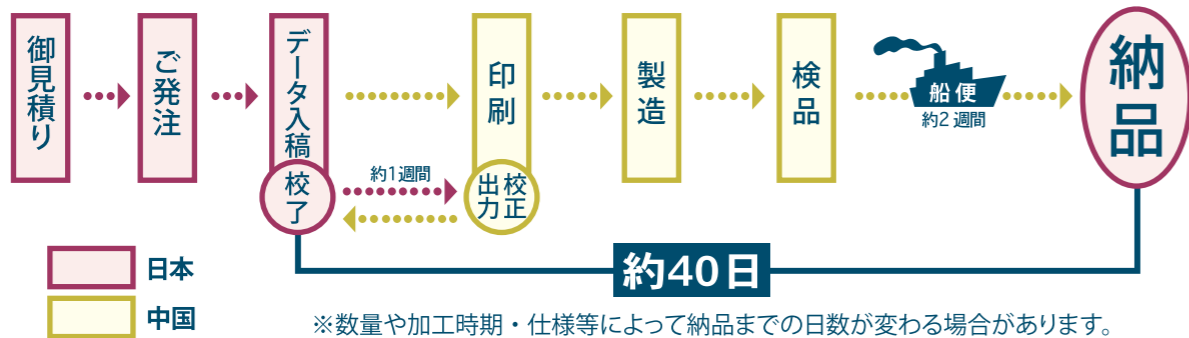 御見積り
ご発注
データ入稿
校了
約1週間
印刷
校正
出力
製造
検品
船便
約2週間
納品
約40日
日本
中国
※数量や加工時期・仕様等によって納品までの日数が変わる場合があります。